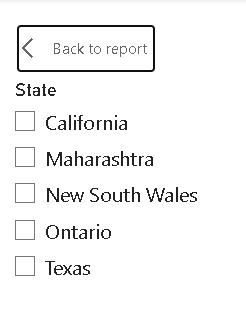 Back to report
State
California
Maharashtra
New South Wales
Ontario
Texas